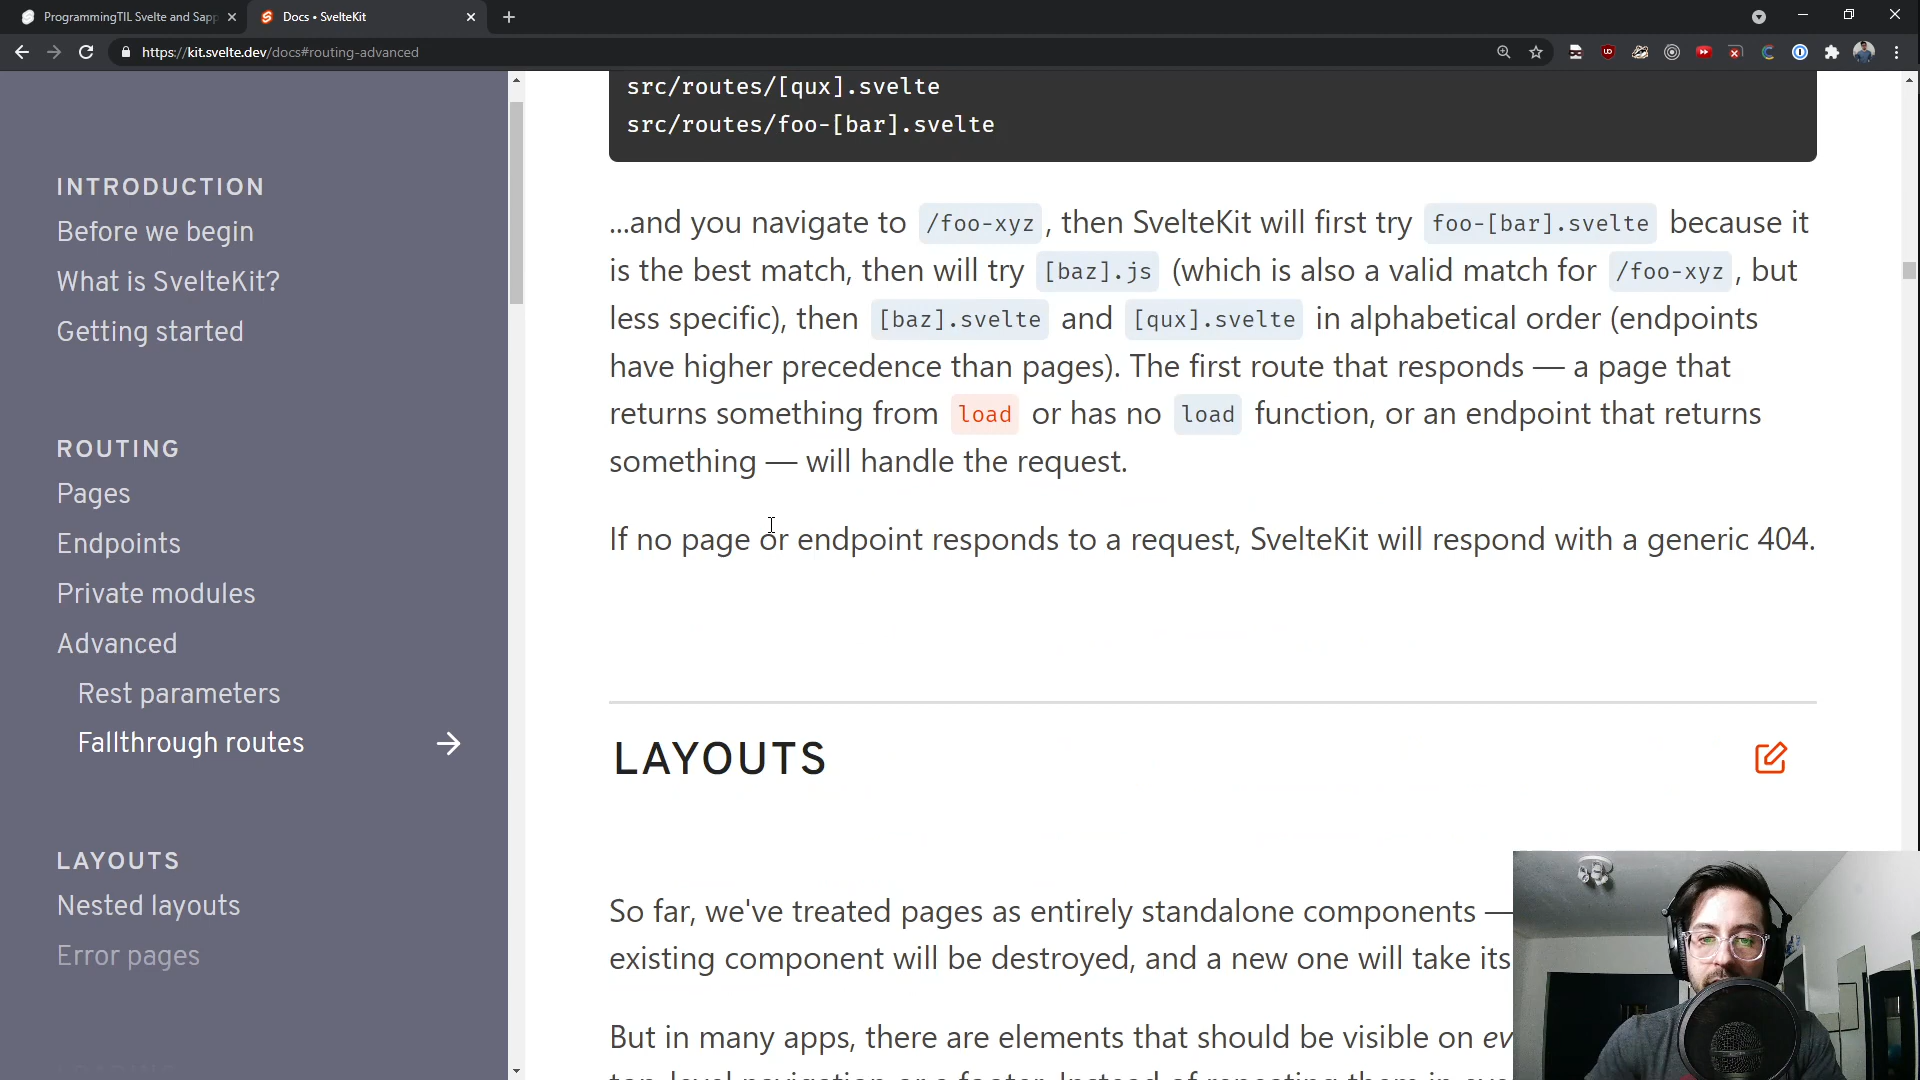 ProgrammingTIL Svelte and Sapp
Docs • SvelteKit
https://kit.svelte.dev/docs#routing-advanced
INTRODUCTION
Before we begin
What is SvelteKit?
Getting started
ROUTING
Pages
Endpoints
Private modules
Advanced
Rest parameters
Fallthrough routes
LAYOUTS
Nested layouts
Error pages
src/routes/[qux].svelte
src/routes/foo-[bar].svelte
...and you navigate to /foo-xyz , then SvelteKit will first try foo-[bar].svelte because it
is the best match, then will try [baz].js (which is also a valid match for /foo-xyz , but
less specific), then [baz].svelte and [qux].svelte in alphabetical order (endpoints
have higher precedence than pages). The first route that responds — a page that
returns something from load or has no load function, or an endpoint that returns
something — will handle the request.
If no page or endpoint responds to a request, SvelteKit will respond with a generic 404.
LAYOUTS
So far, we've treated pages as entirely standalone components —
existing component will be destroyed, and a new one will take its
But in many apps, there are elements that should be visible on ev